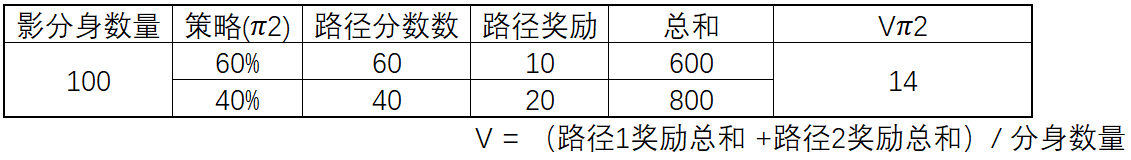 影分身数量 策略(π2) 路径分数数 路径奖励 总和 Vπ2
100 60% 60 10 600 14
40% 40 20 800
V = （路径1奖励总和 +路径2奖励总和）/ 分身数量